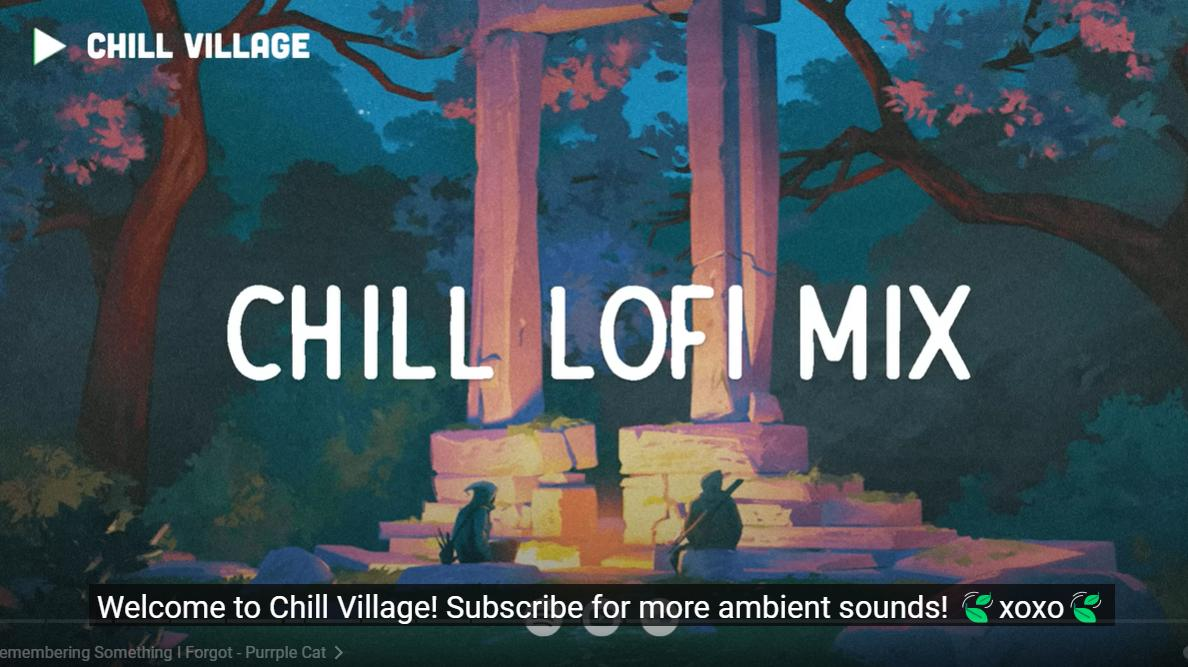 CHILL VILLAGE
CHILL LOFI MIX
Welcome to Chill Village! Subscribe for more ambient sounds! 🍃xoxo🍃
Something I Forgot - Purrple Cat